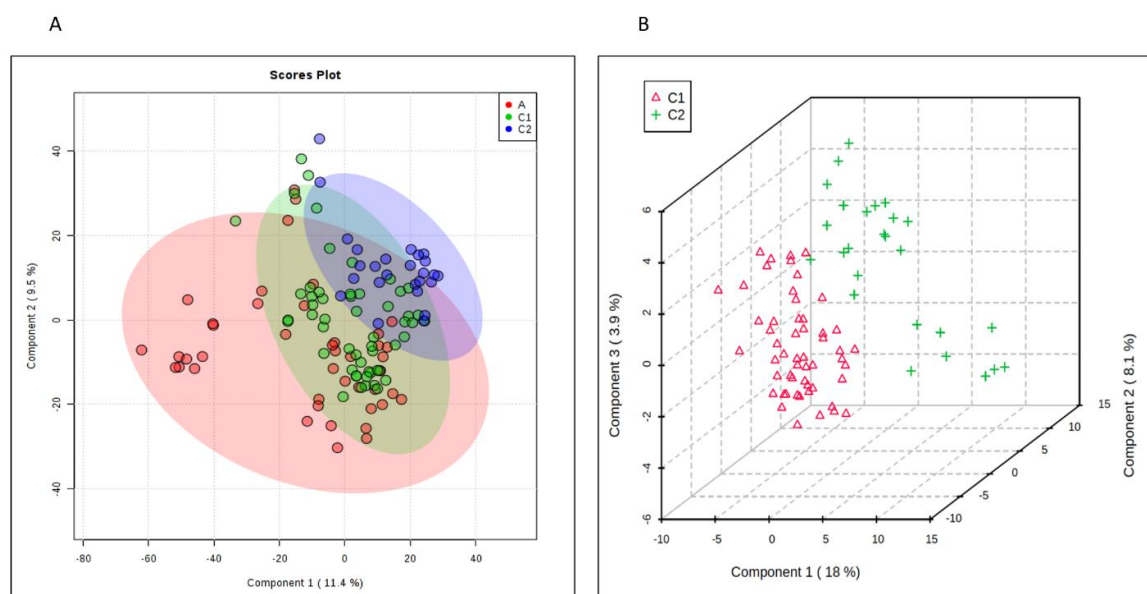 A
B
Scores Plot
A
C1
C2
40
20
0
-20
-40
-80
-60
-40
-20
0
20
40
Component 2 ( 9.5 %)
Component 1 ( 11.4 %)
C1
C2
6
4
2
0
-2
-4
-6
-10
-5
0
5
10
15
-10
-5
0
5
10
15
Component 3 ( 3.9 %)
Component 1 ( 18 %)
Component 2 ( 8.1 %)